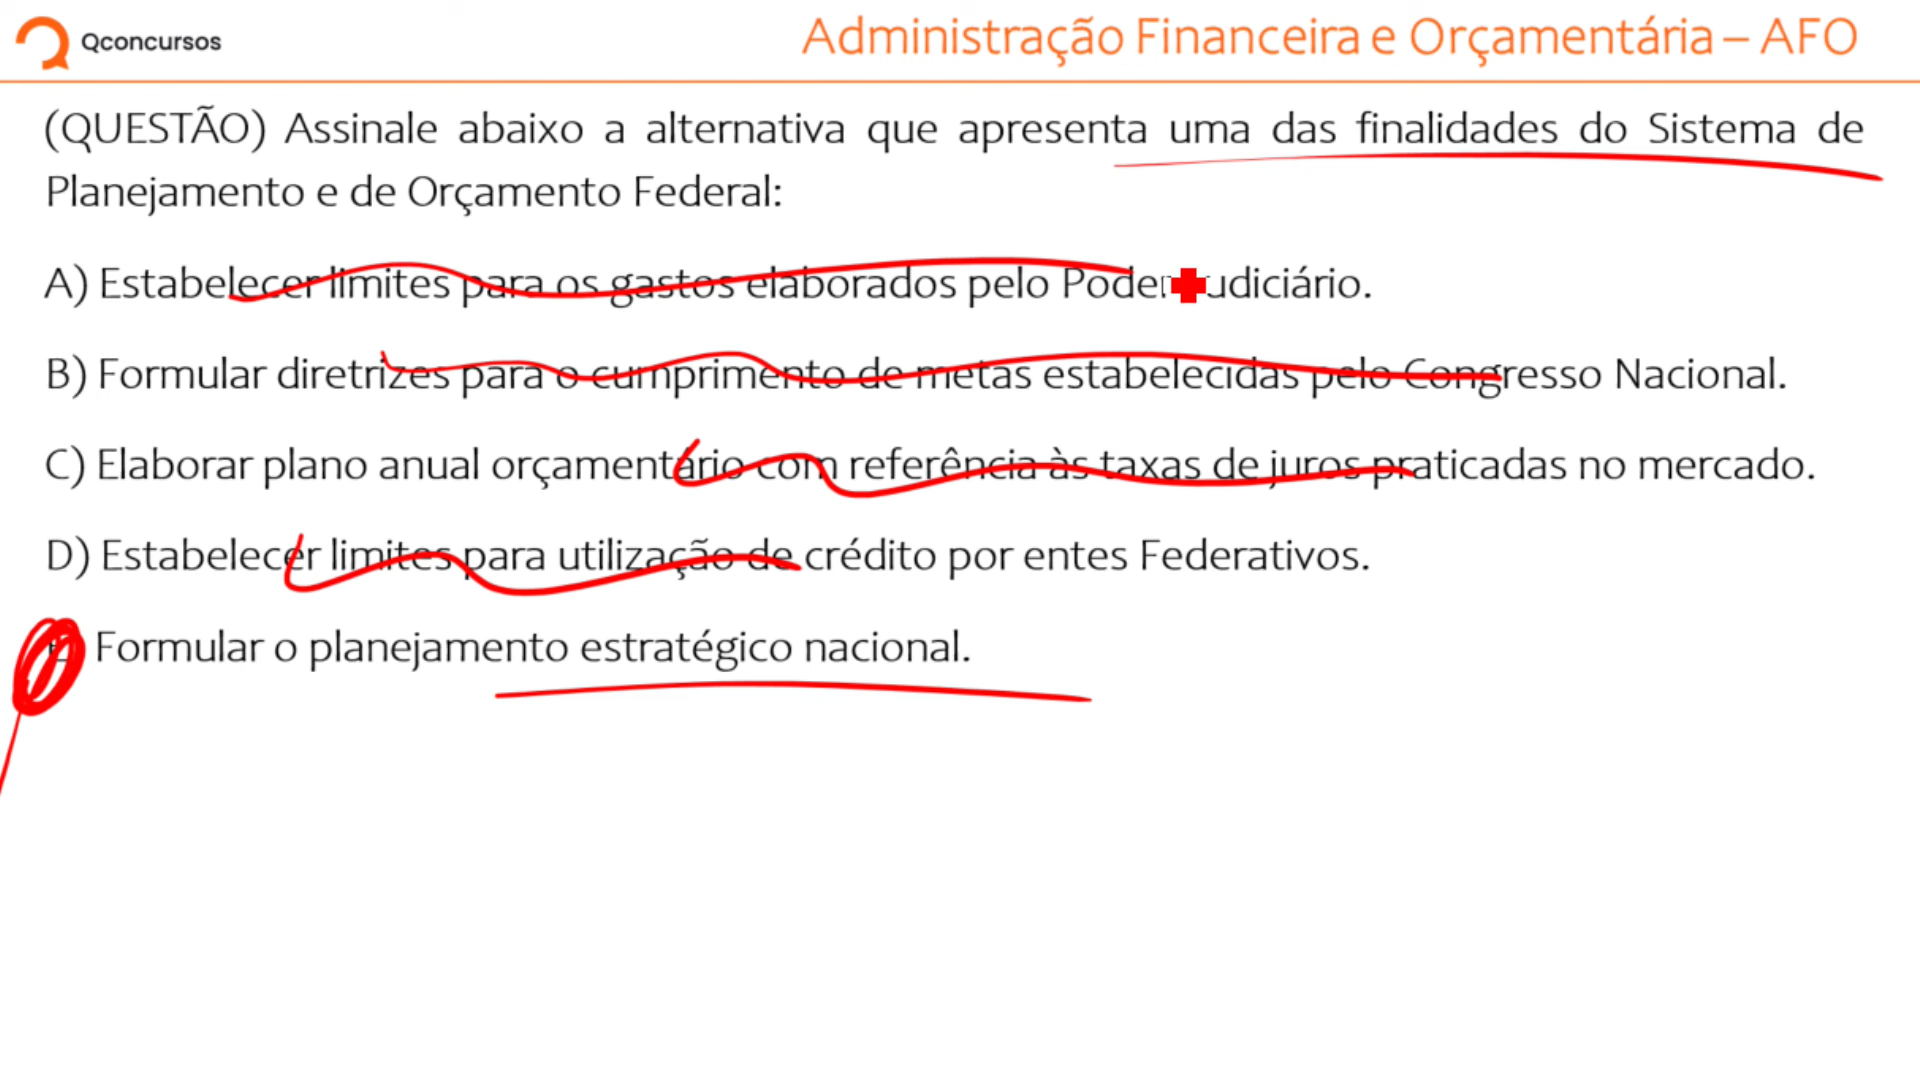 Qconcursos
Administração Financeira e Orçamentária – AFO
(QUESTÃO) Assinale abaixo a alternativa que apresenta uma das finalidades do Sistema de
Planejamento e de Orçamento Federal:
A) Estabelecer limites para os gastos elaborados pelo Poder Judiciário.
B) Formular diretrizes para o cumprimento de metas estabelecidas pelo Congresso Nacional.
C) Elaborar plano anual orçamentário com referência às taxas de juros praticadas no mercado.
D) Estabelecer limites para utilização de crédito por entes Federativos.
E) Formular o planejamento estratégico nacional.